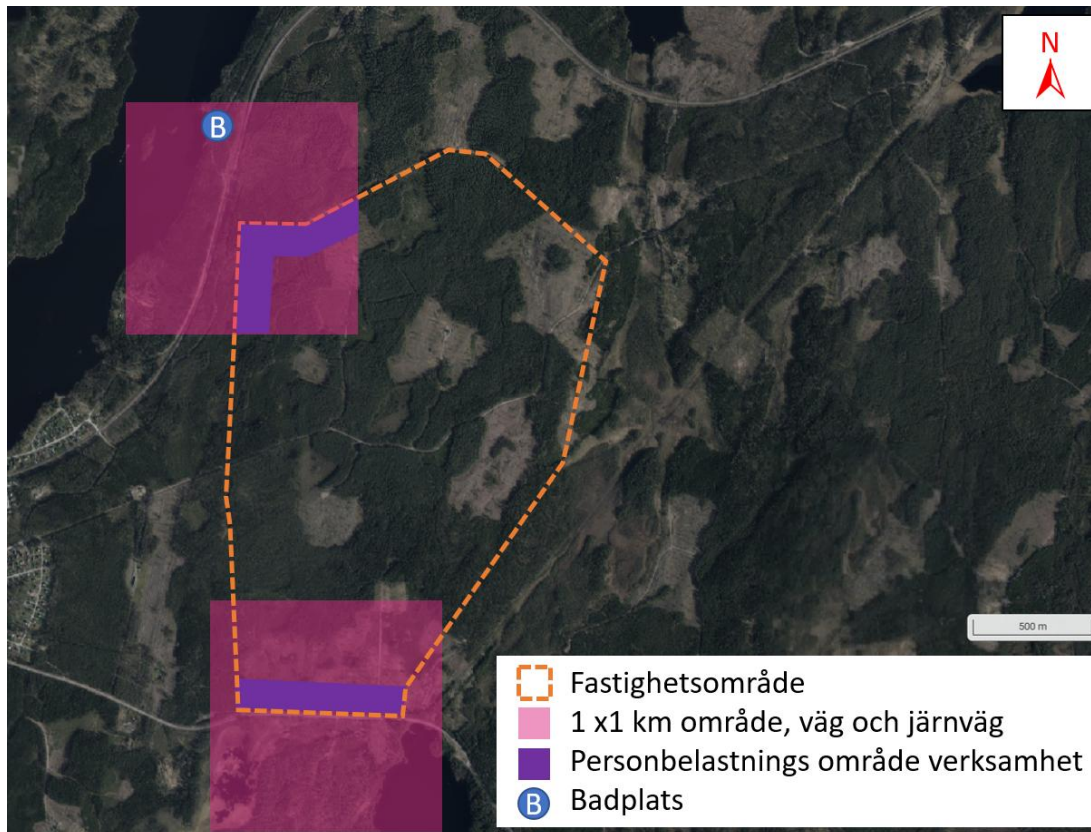 N
B
500 m
Fastighetsområde
1 x1 km område, väg och järnväg
Personbelastnings område verksamhet
B Badplats